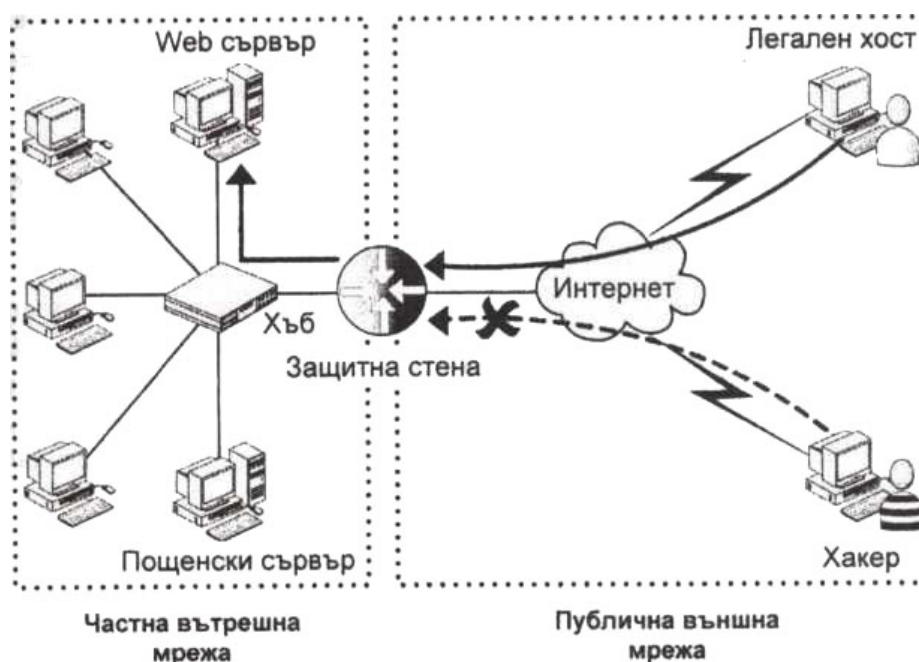 Web сървър
Легален хост
Хъб
Интернет
Защитна стена
Пощенски сървър
Хакер
Частна вътрешна
мрежа
Публична външна
мрежа